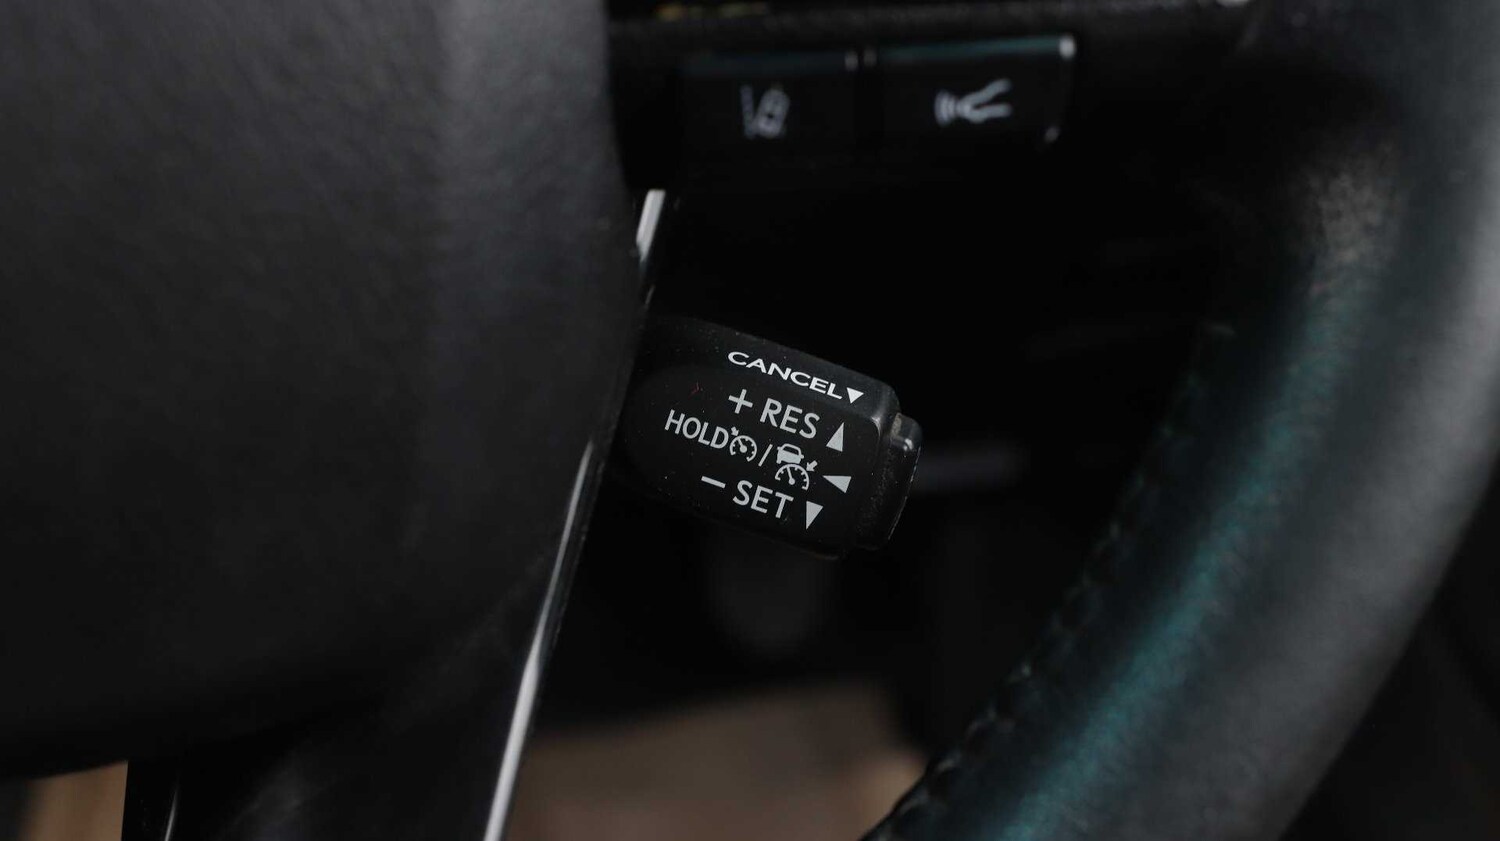 CANCEL▼
+ RES ▲
HOLD /
− SET ▼